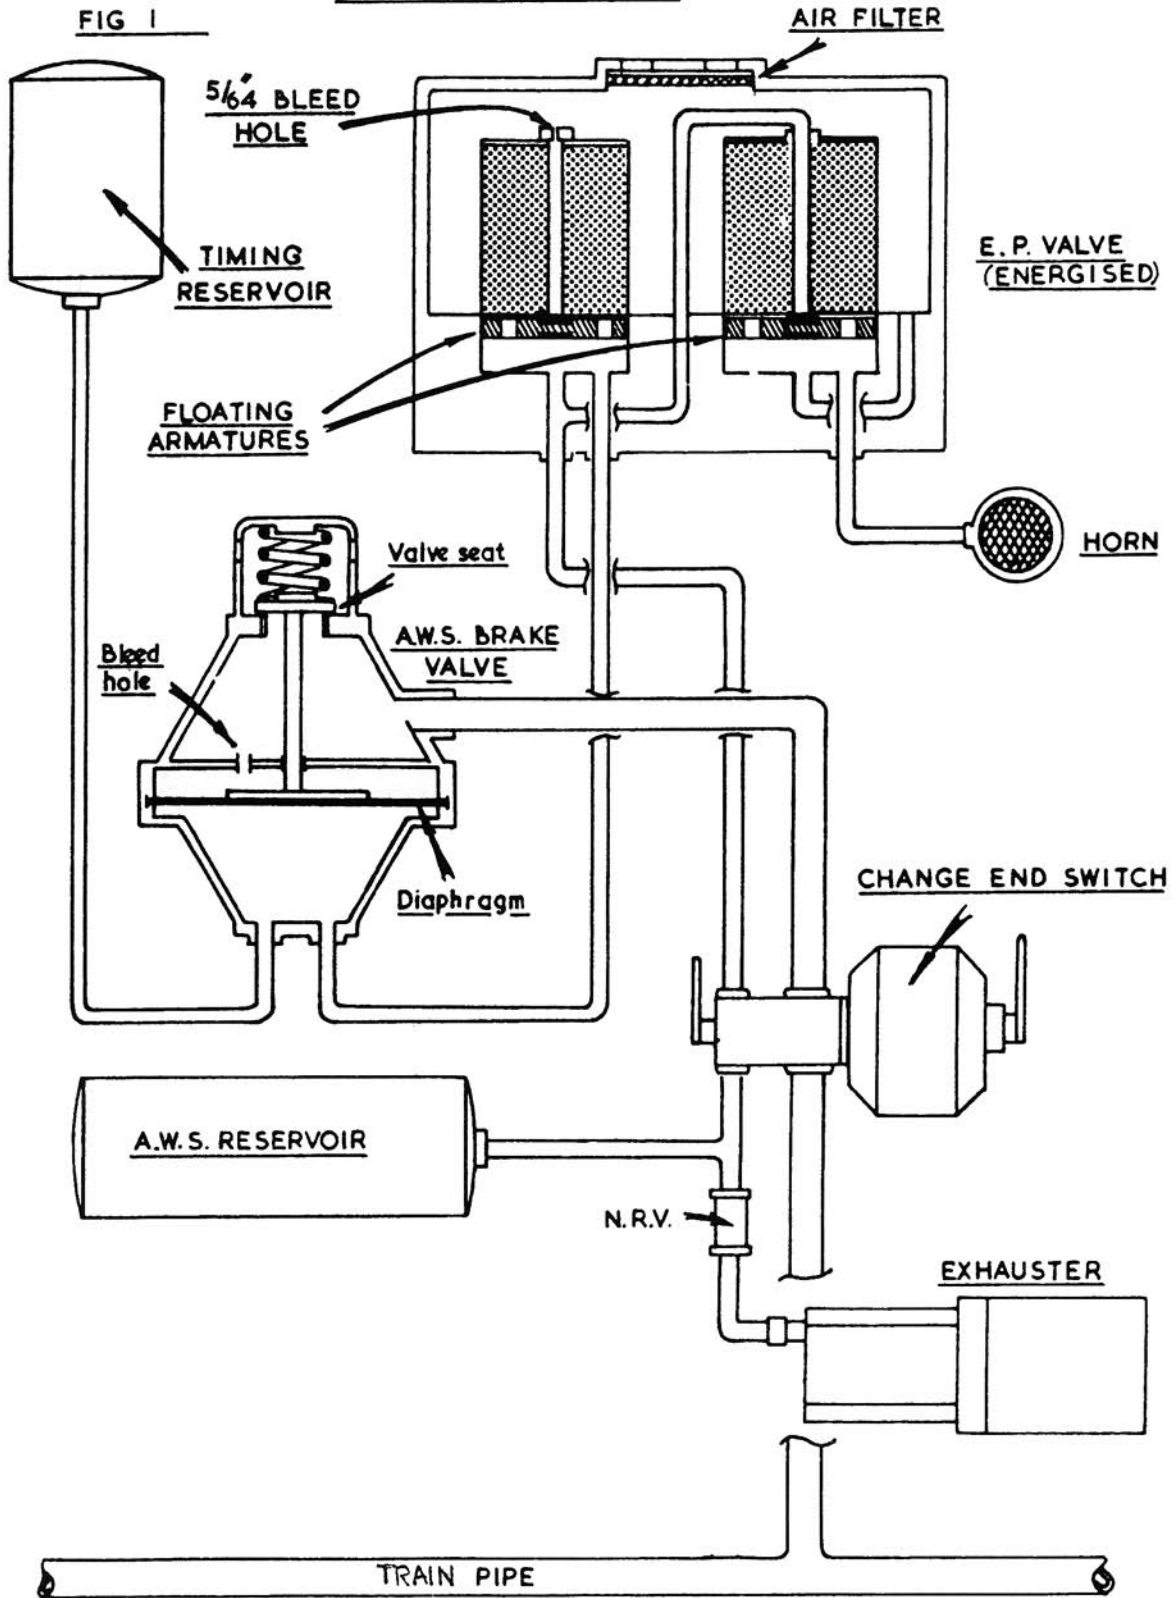 FIG 1
AIR FILTER
5/64" BLEED
HOLE
TIMING
RESERVOIR
E.P. VALVE
(ENERGISED)
FLOATING
ARMATURES
HORN
Valve seat
A.W.S. BRAKE
VALVE
Bleed
hole
Diaphragm
CHANGE END SWITCH
A.W.S. RESERVOIR
N.R.V.
EXHAUSTER
TRAIN PIPE